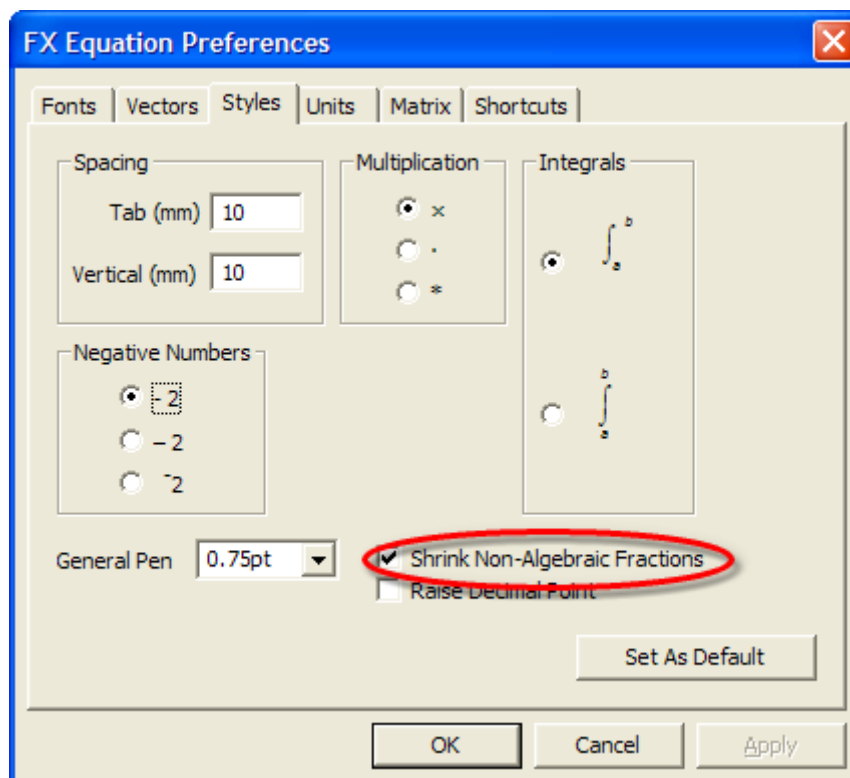 FX Equation Preferences
Fonts Vectors Styles Units Matrix Shortcuts
Spacing
Tab (mm) 10
Vertical (mm) 10
Multiplication
×
·
*
Integrals
∫ b a
b ∫ a
Negative Numbers
- 2
– 2
⁻2
General Pen 0.75pt
Shrink Non-Algebraic Fractions
Raise Decimal Point
Set As Default
OK Cancel Apply